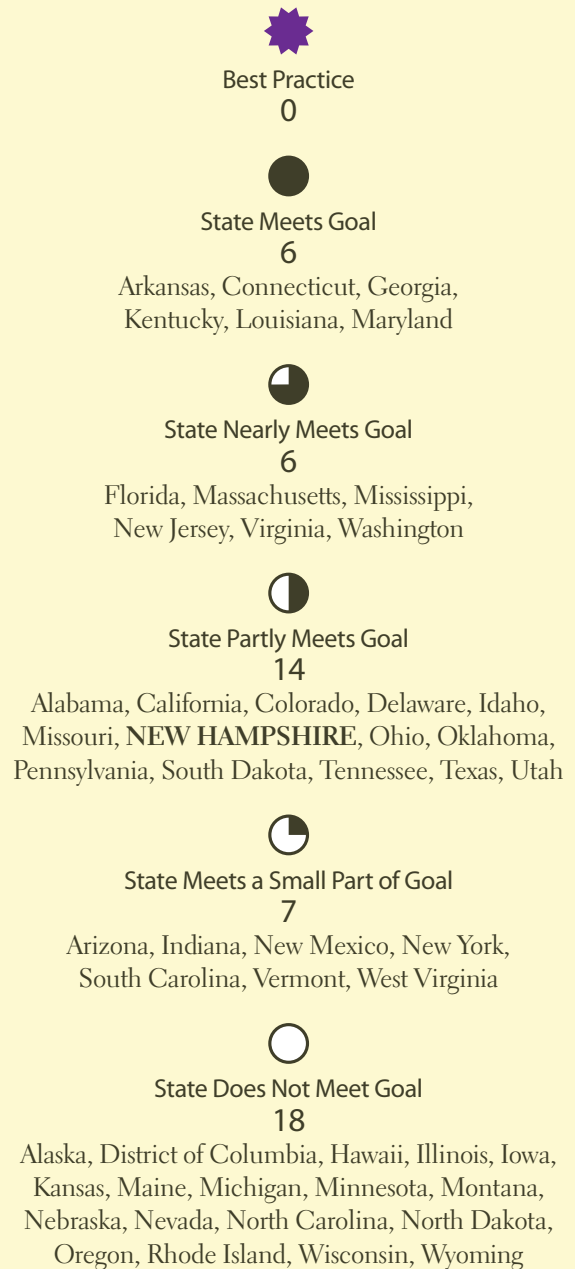 Best Practice
0
State Meets Goal
6
Arkansas, Connecticut, Georgia,
Kentucky, Louisiana, Maryland
State Nearly Meets Goal
6
Florida, Massachusetts, Mississippi,
New Jersey, Virginia, Washington
State Partly Meets Goal
14
Alabama, California, Colorado, Delaware, Idaho,
Missouri, NEW HAMPSHIRE, Ohio, Oklahoma,
Pennsylvania, South Dakota, Tennessee, Texas, Utah
State Meets a Small Part of Goal
7
Arizona, Indiana, New Mexico, New York,
South Carolina, Vermont, West Virginia
State Does Not Meet Goal
18
Alaska, District of Columbia, Hawaii, Illinois, Iowa,
Kansas, Maine, Michigan, Minnesota, Montana,
Nebraska, Nevada, North Carolina, North Dakota,
Oregon, Rhode Island, Wisconsin, Wyoming